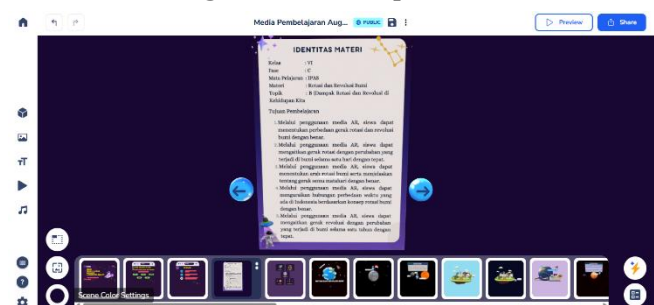 Media Pembelajaran Aug... PUBLIC
Preview
Share
IDENTITAS MATERI
Kelas : VI
Fase : C
Mata Pelajaran : IPAS
Materi : Rotasi dan Revolusi Bumi
Topik : B (Dampak Rotasi dan Revolusi di
Kehidupan Kita
Tujuan Pembelajaran
1. Melalui penggunaan media AR, siswa dapat
menentukan perbedaan gerak rotasi dan revolusi
bumi dengan benar.
2. Melalui penggunaan media AR, siswa dapat
mengaitkan gerak rotasi dengan perubahan yang
terjadi di bumi selama satu hari dengan tepat.
3. Melalui penggunaan media AR, siswa dapat
menentukan arah rotasi bumi serta menjelaskan
tentang gerak semu matahari dengan benar.
4. Melalui penggunaan media AR, siswa dapat
menguraikan hubungan perbedaan waktu yang
ada di Indonesia berdasarkan konsep rotasi bumi
dengan benar.
5. Melalui penggunaan media AR, siswa dapat
mengaitkan gerak revolusi dengan perubahan
yang terjadi di bumi selama satu tahun dengan
tepat.
Scene Color Settings